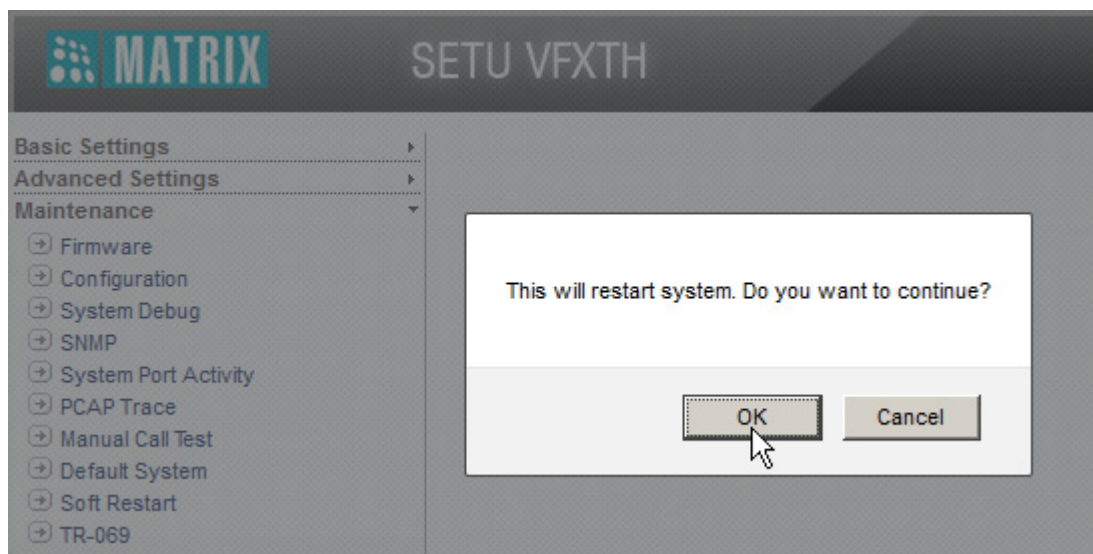 MATRIX SETU VFXTH
Basic Settings
Advanced Settings
Maintenance
Firmware
Configuration
System Debug
SNMP
System Port Activity
PCAP Trace
Manual Call Test
Default System
Soft Restart
TR-069
This will restart system. Do you want to continue?
OK Cancel